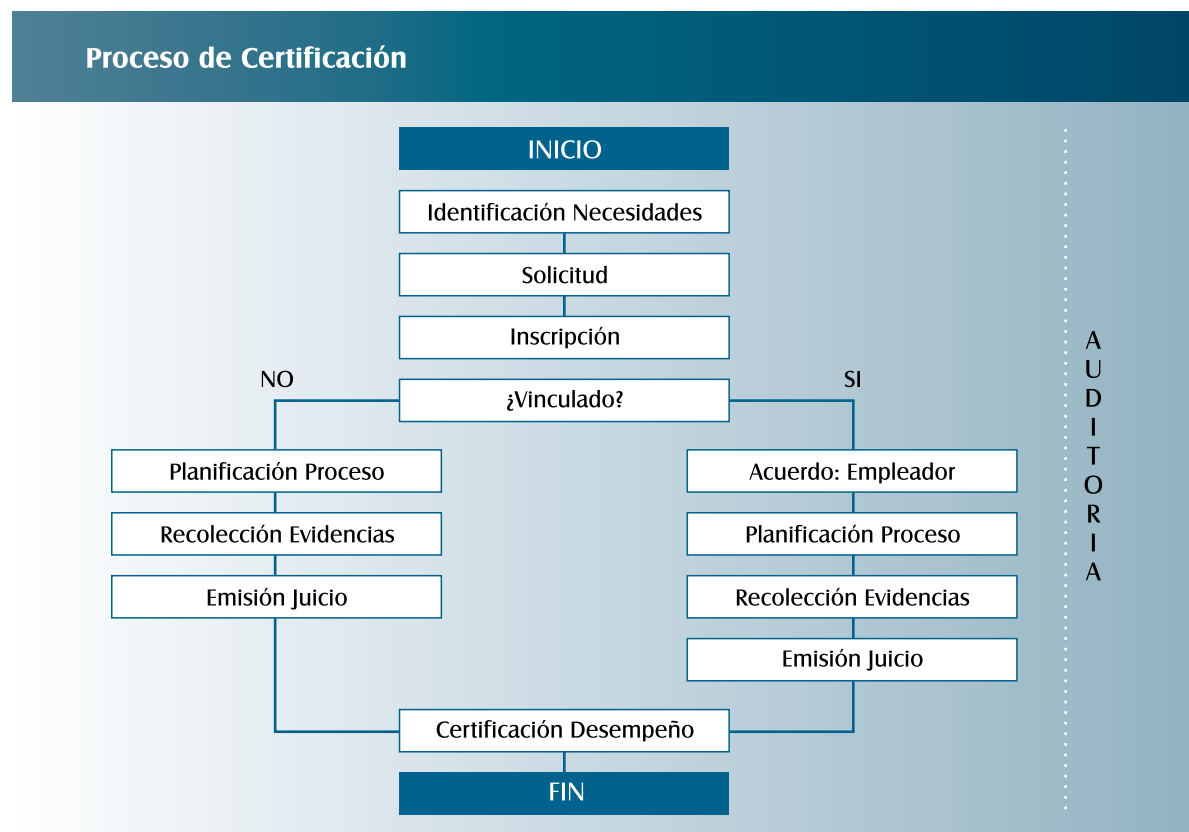 Proceso de Certificación
INICIO
Identificación Necesidades
Solicitud
Inscripción
¿Vinculado?
NO
Planificación Proceso
Recolección Evidencias
Emisión Juicio
SI
Acuerdo: Empleador
Planificación Proceso
Recolección Evidencias
Emisión Juicio
Certificación Desempeño
FIN
AUDITORIA